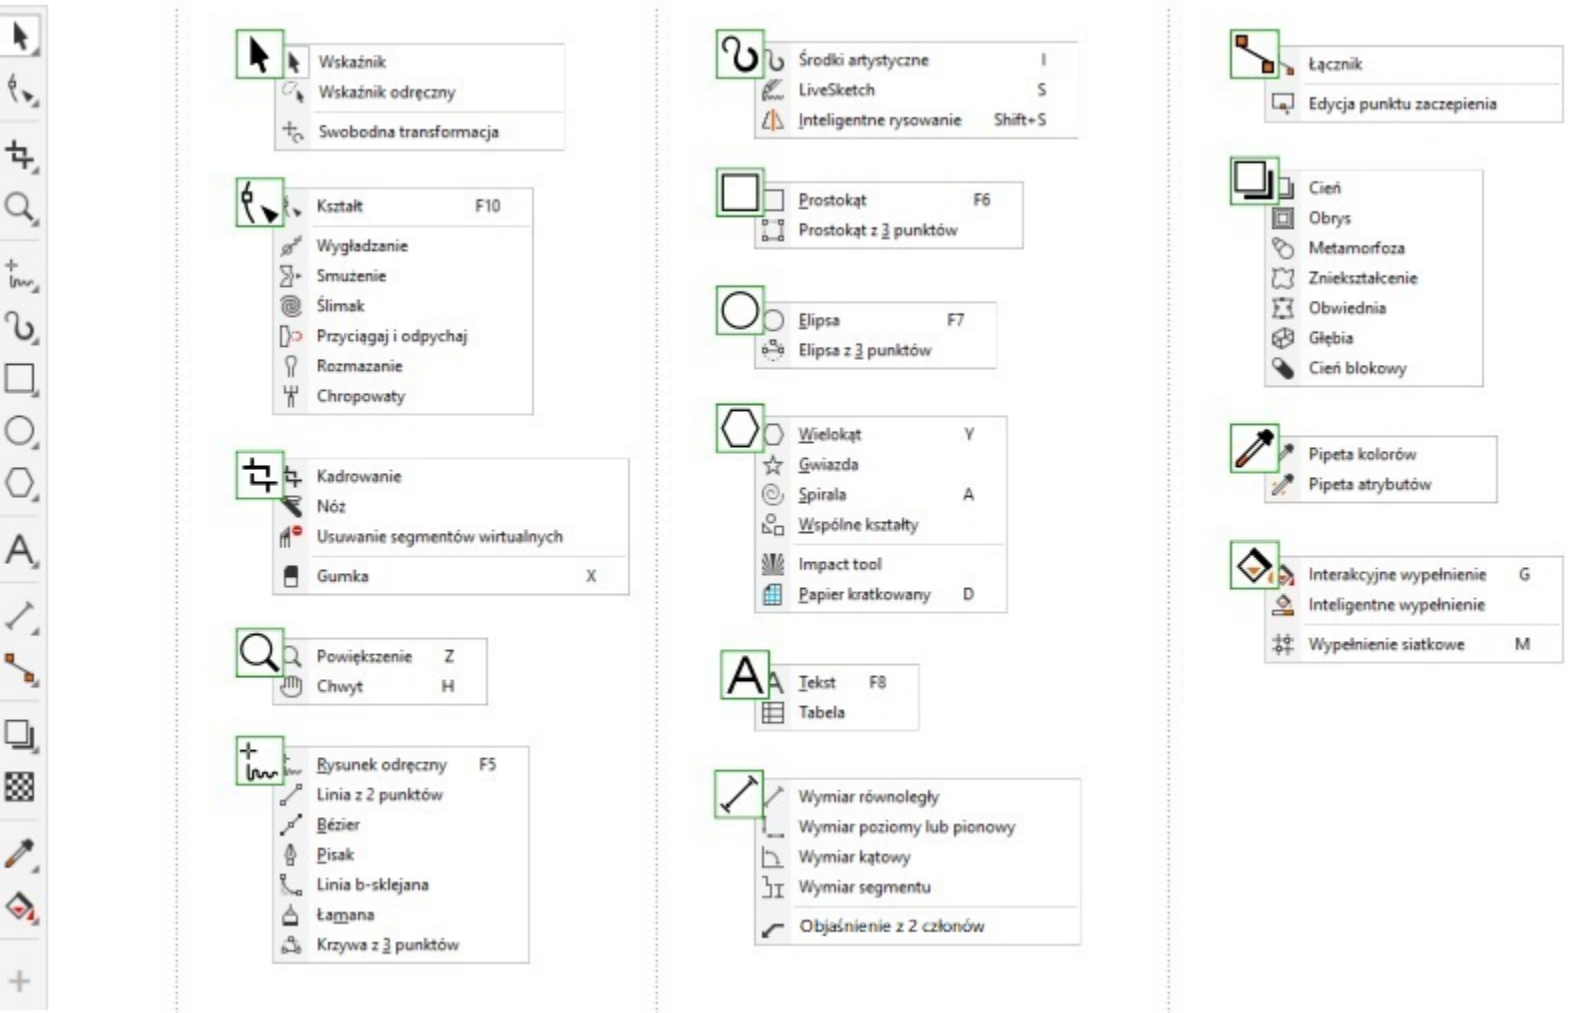 Wskaźnik
Wskaźnik odręczny
Swobodna transformacja
Kształt F10
Wygładzanie
Smużenie
Ślimak
Przyciągaj i odpychaj
Rozmazanie
Chropowaty
Kadrowanie
Nóż
Usuwanie segmentów wirtualnych
Gumka X
Powiększenie Z
Chwyt H
Rysunek odręczny F5
Linia z 2 punktów
Bézier
Pisak
Linia b-sklejana
Łamana
Krzywa z 3 punktów
Środki artystyczne I
LiveSketch S
Inteligentne rysowanie Shift+S
Prostokąt F6
Prostokąt z 3 punktów
Elipsa F7
Elipsa z 3 punktów
Wielokąt Y
Gwiazda
Spirala A
Wspólne kształty
Impact tool
Papier kratkowany D
Tekst F8
Tabela
Wymiar równoległy
Wymiar poziomy lub pionowy
Wymiar kątowy
Wymiar segmentu
Objaśnienie z 2 członów
Łącznik
Edycja punktu zaczepienia
Cień
Obrys
Metamorfoza
Zniekształcenie
Obwiednia
Głębia
Cień blokowy
Pipeta kolorów
Pipeta atrybutów
Interakcyjne wypełnienie G
Inteligentne wypełnienie
Wypełnienie siatkowe M